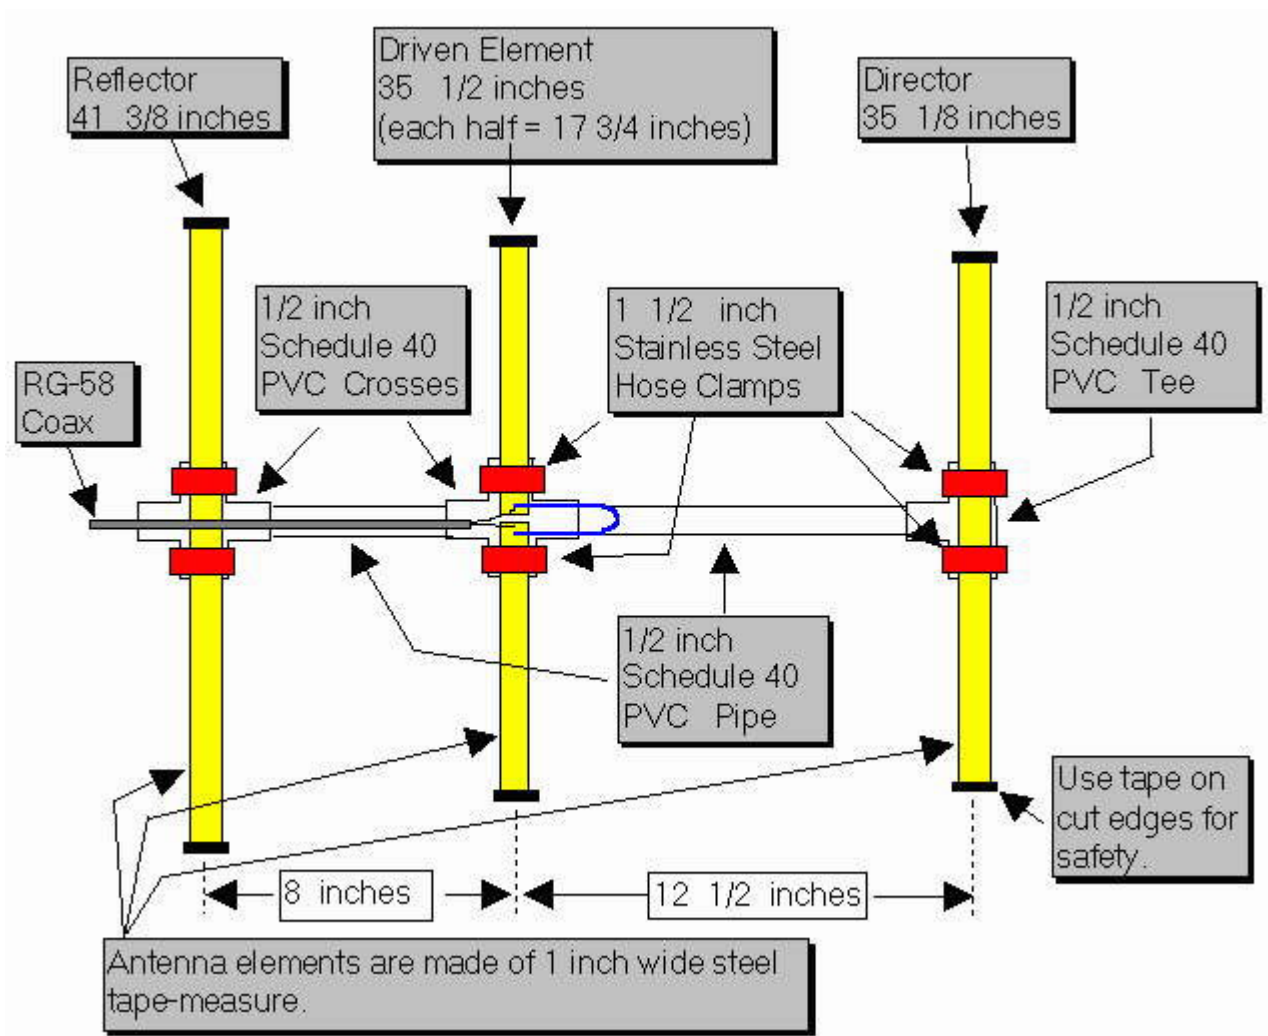 Reflector
41 3/8 inches
Driven Element
35 1/2 inches
(each half = 17 3/4 inches)
Director
35 1/8 inches
1/2 inch
Schedule 40
PVC Crosses
1 1/2 inch
Stainless Steel
Hose Clamps
1/2 inch
Schedule 40
PVC Tee
RG-58
Coax
1/2 inch
Schedule 40
PVC Pipe
Use tape on
cut edges for
safety.
8 inches
12 1/2 inches
Antenna elements are made of 1 inch wide steel
tape-measure.